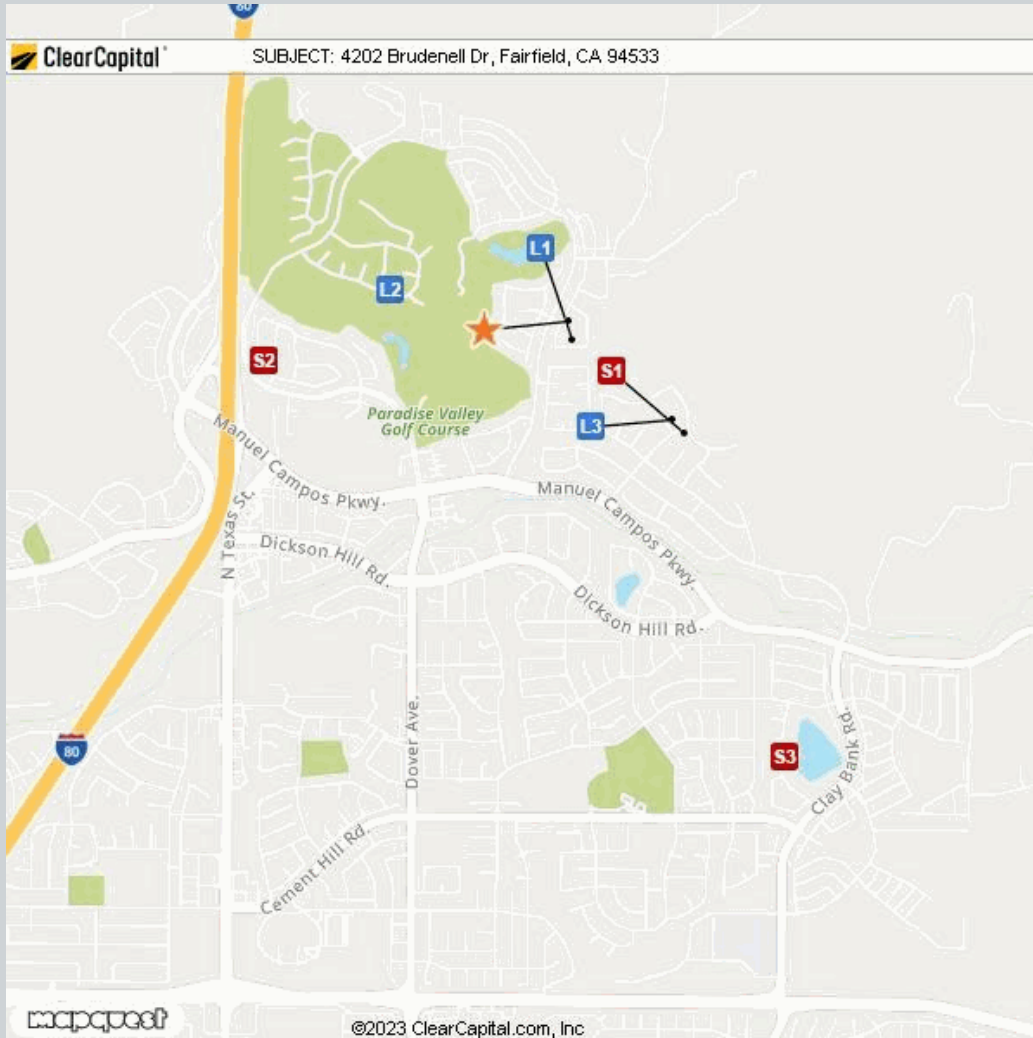 80
ClearCapital
SUBJECT: 4202 Brudenell Dr, Fairfield, CA 94533
L1
L2
S2
S1
L3
Paradise Valley
Golf Course
Manuel Campos Pkwy.
Manuel Campos Pkwy.
N Texas St.
Dickson Hill Rd.
Dickson Hill Rd.
Dover Ave.
80
S3
Clay Bank Rd.
Cement Hill Rd.
mapquest
©2023 ClearCapital.com, Inc